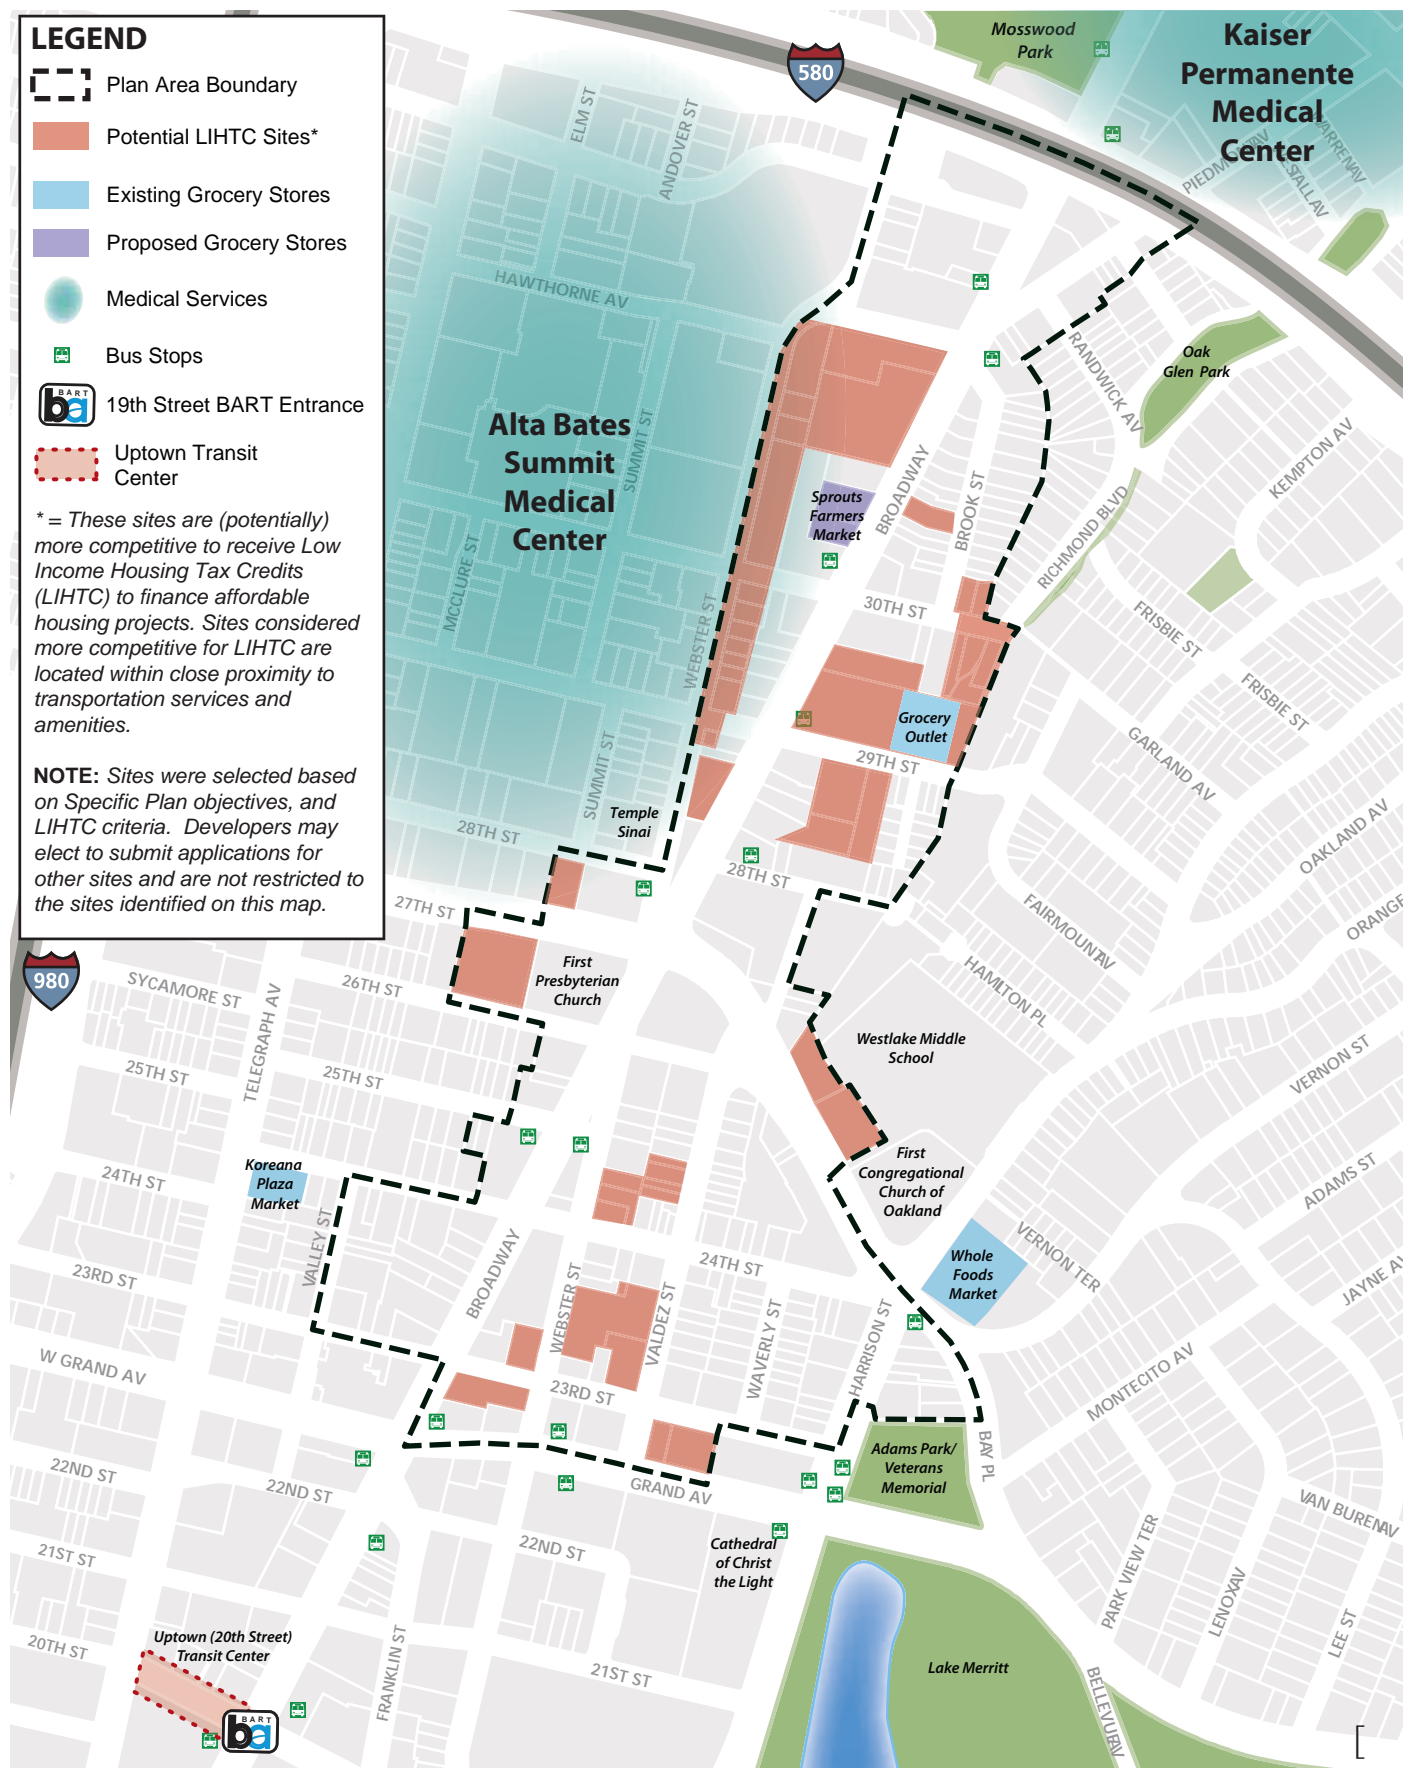 LEGEND
Plan Area Boundary
Potential LIHTC Sites*
Existing Grocery Stores
Proposed Grocery Stores
Medical Services
Bus Stops
BART
ba
19th Street BART Entrance
Uptown Transit
Center
* = These sites are (potentially)
more competitive to receive Low
Income Housing Tax Credits
(LIHTC) to finance affordable
housing projects. Sites considered
more competitive for LIHTC are
located within close proximity to
transportation services and
amenities.
NOTE: Sites were selected based
on Specific Plan objectives, and
LIHTC criteria.  Developers may
elect to submit applications for
other sites and are not restricted to
the sites identified on this map.
580
980
Mosswood
Park
Kaiser
Permanente
Medical
Center
PIEDMONT AV
WARREN AV
ELM ST
ANDOVER ST
HAWTHORNE AV
SUMMIT ST
Alta Bates
Summit
Medical
Center
MCCLURE ST
WEBSTER ST
SUMMIT ST
Temple
Sinai
28TH ST
27TH ST
Sprouts
Farmers
Market
BROADWAY
BROOK ST
RANDWICK AV
Oak
Glen Park
KEMPTON AV
RICHMOND BLVD
30TH ST
FRISBIE ST
FRISBIE ST
Grocery
Outlet
29TH ST
GARLAND AV
OAKLAND AV
28TH ST
FAIRMOUNT AV
ORANGE
HAMILTON PL
First
Presbyterian
Church
SYCAMORE ST
26TH ST
TELEGRAPH AV
25TH ST
25TH ST
Westlake Middle
School
VERNON ST
Koreana
Plaza
Market
24TH ST
First
Congregational
Church of
Oakland
ADAMS ST
VALLEY ST
23RD ST
BROADWAY
WEBSTER ST
24TH ST
VALDEZ ST
WAVERLY ST
HARRISON ST
Whole
Foods
Market
VERNON TER
JAYNE AV
W GRAND AV
23RD ST
MONTECITO AV
22ND ST
22ND ST
GRAND AV
Adams Park/
Veterans
Memorial
BAY PL
VAN BUREN AV
21ST ST
22ND ST
Cathedral
of Christ
the Light
PARK VIEW TER
LENOX AV
LEE ST
20TH ST
Uptown (20th Street)
Transit Center
FRANKLIN ST
21ST ST
Lake Merritt
BELLEVUE AV
BART
ba